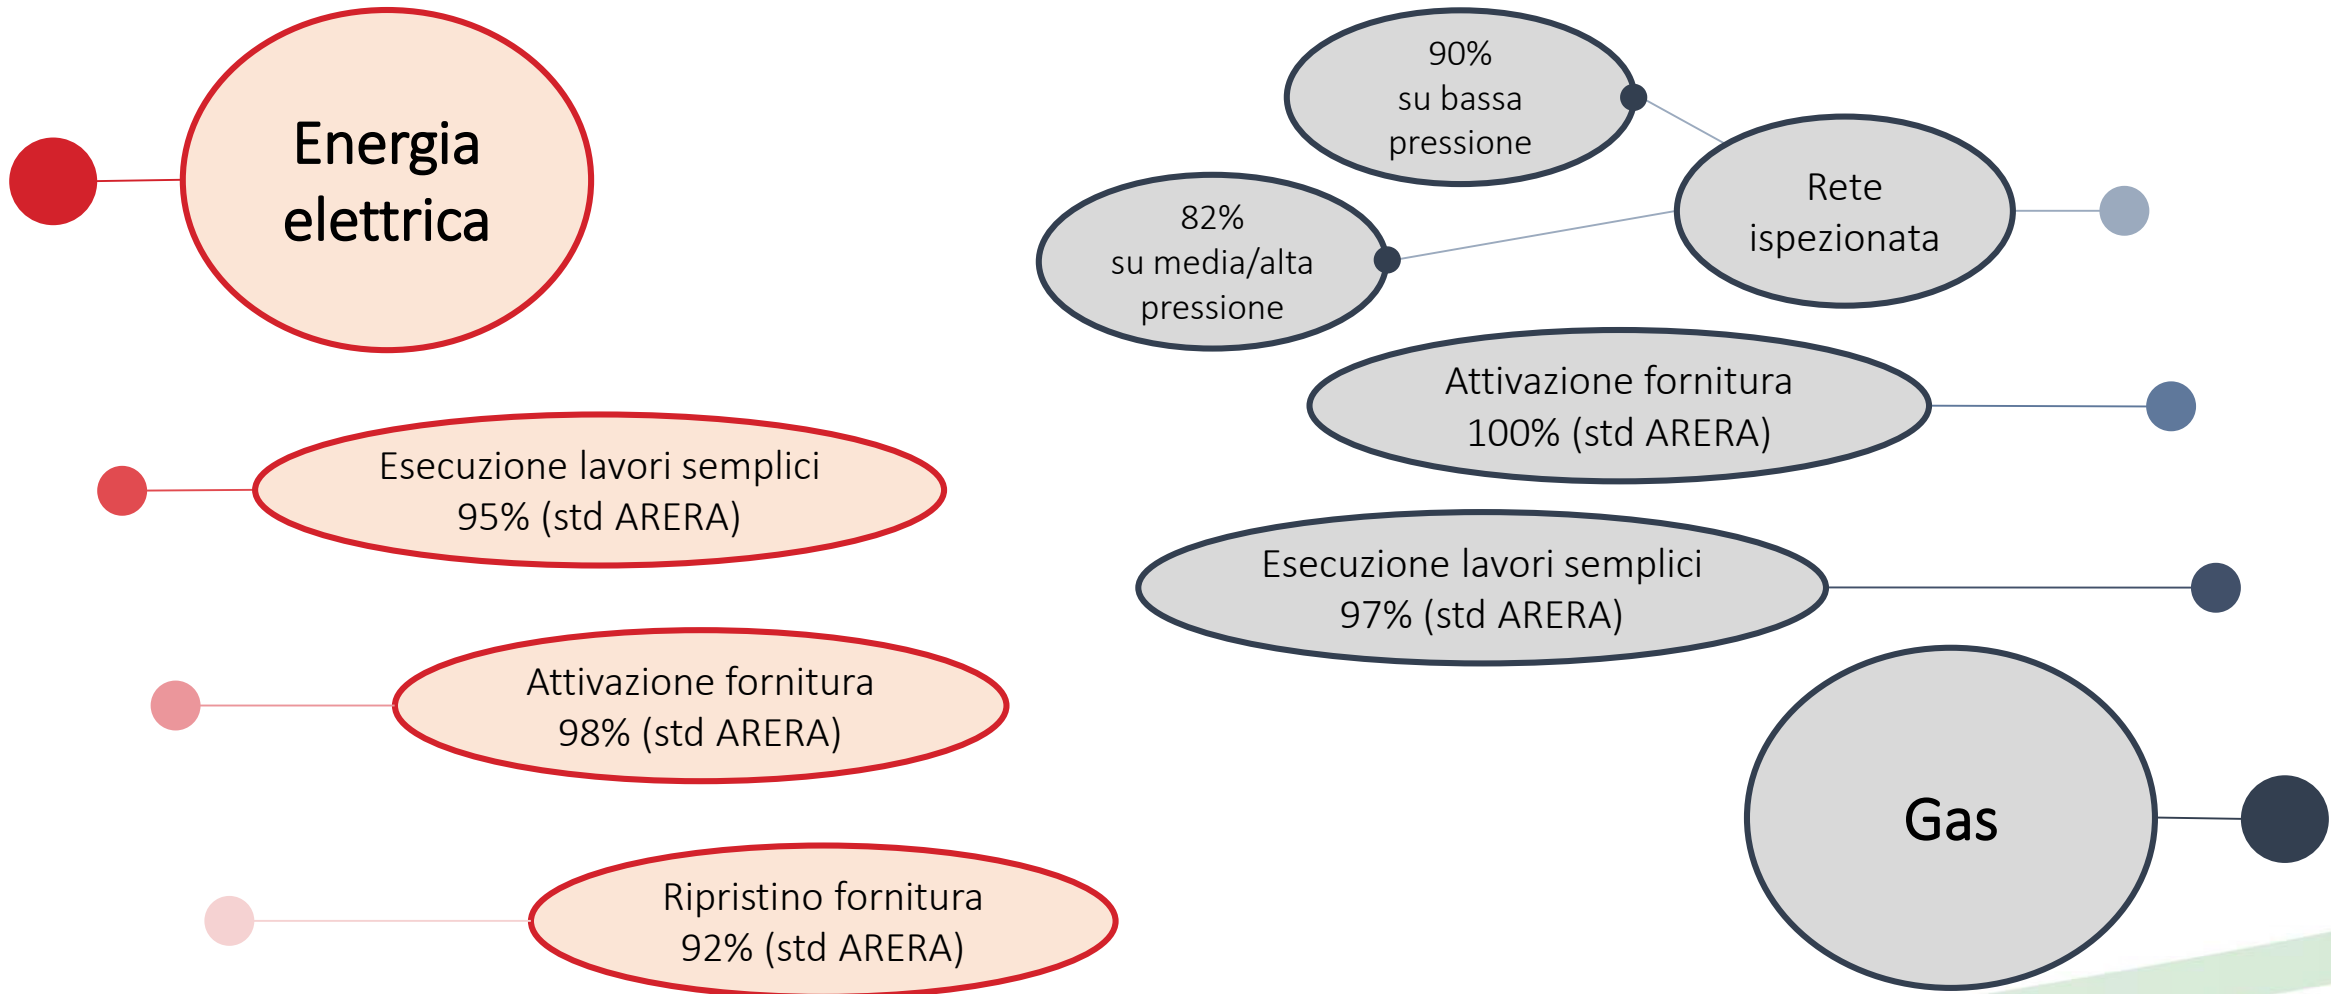 Energia
elettrica
Esecuzione lavori semplici
95% (std ARERA)
Attivazione fornitura
98% (std ARERA)
Ripristino fornitura
92% (std ARERA)
90%
su bassa
pressione
82%
su media/alta
pressione
Rete
ispezionata
Attivazione fornitura
100% (std ARERA)
Esecuzione lavori semplici
97% (std ARERA)
Gas